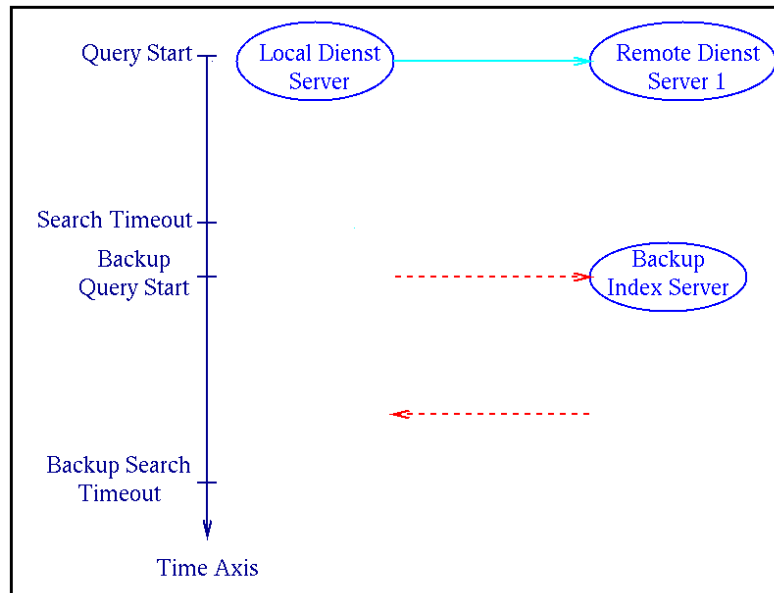 Query Start
Local Dienst
Server
Remote Dienst
Server 1
Search Timeout
Backup
Query Start
Backup
Index Server
Backup Search
Timeout
Time Axis